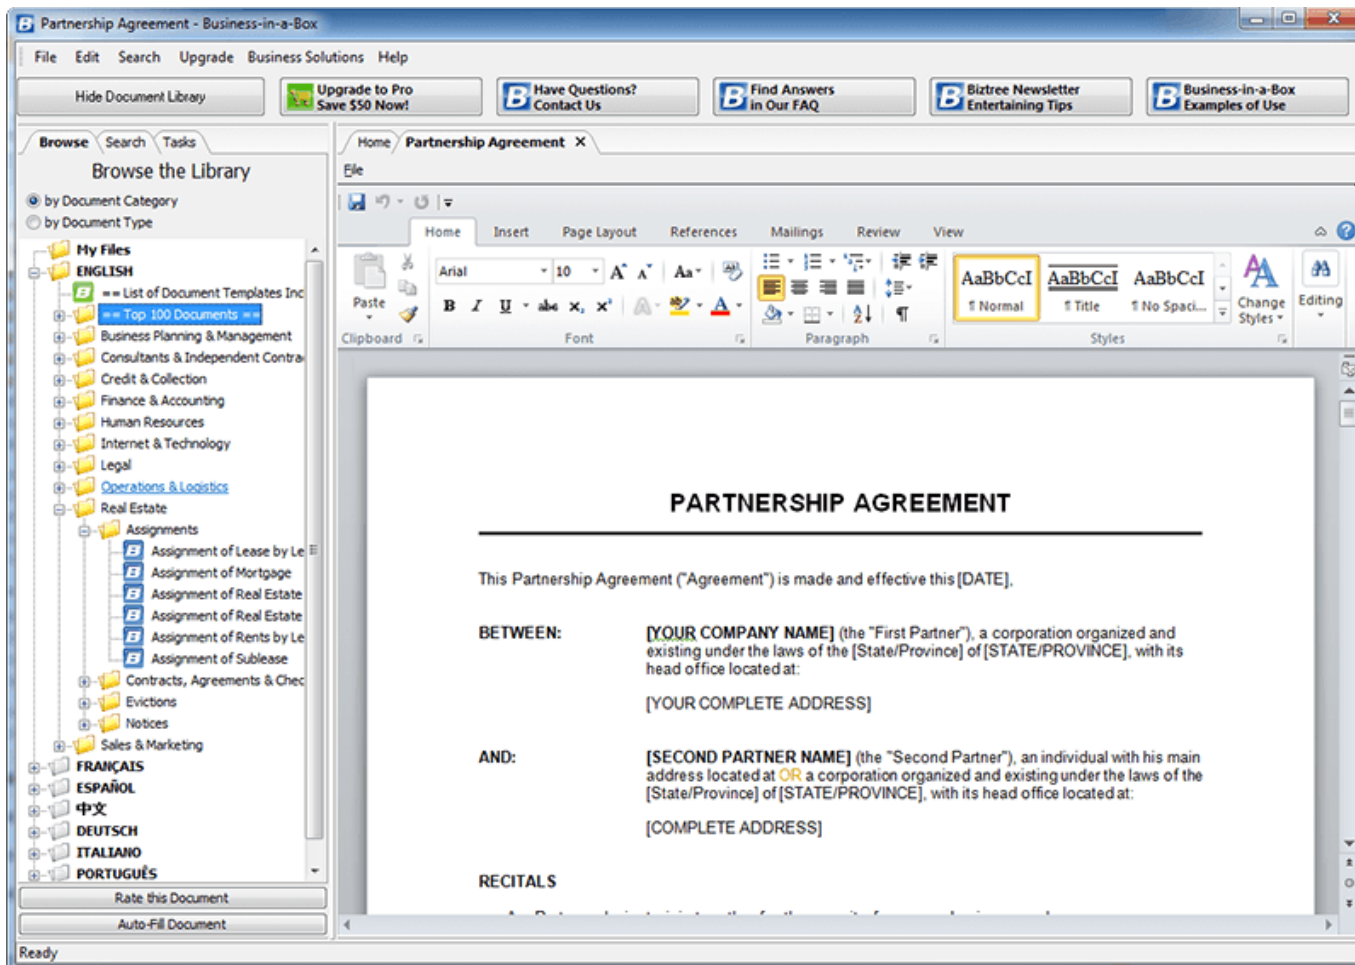 Partnership Agreement - Business-in-a-Box
File Edit Search Upgrade Business Solutions Help
Hide Document Library
Upgrade to Pro
Save $50 Now!
Have Questions?
Contact Us
Find Answers
in Our FAQ
Biztree Newsletter
Entertaining Tips
Business-in-a-Box
Examples of Use
Browse Search Tasks
Browse the Library
by Document Category
by Document Type
My Files
ENGLISH
== List of Document Templates Inc
== Top 100 Documents ==
Business Planning & Management
Consultants & Independent Contra
Credit & Collection
Finance & Accounting
Human Resources
Internet & Technology
Legal
Operations & Logistics
Real Estate
Assignments
Assignment of Lease by Le
Assignment of Mortgage
Assignment of Real Estate
Assignment of Real Estate
Assignment of Rents by Le
Assignment of Sublease
Contracts, Agreements & Chec
Evictions
Notices
Sales & Marketing
FRANÇAIS
ESPAÑOL
中文
DEUTSCH
ITALIANO
PORTUGUÊS
Rate this Document
Auto-Fill Document
Ready
Home Partnership Agreement X
File
Home Insert Page Layout References Mailings Review View
Paste
Clipboard
Arial 10
Font
Paragraph
AaBbCcI AaBbCcI AaBbCcI
¶ Normal ¶ Title ¶ No Spaci...
Styles
Change
Styles
Editing
PARTNERSHIP AGREEMENT
This Partnership Agreement ("Agreement") is made and effective this [DATE],
BETWEEN: [YOUR COMPANY NAME] (the "First Partner"), a corporation organized and
existing under the laws of the [State/Province] of [STATE/PROVINCE], with its
head office located at:
[YOUR COMPLETE ADDRESS]
AND: [SECOND PARTNER NAME] (the "Second Partner"), an individual with his main
address located at OR a corporation organized and existing under the laws of the
[State/Province] of [STATE/PROVINCE], with its head office located at:
[COMPLETE ADDRESS]
RECITALS